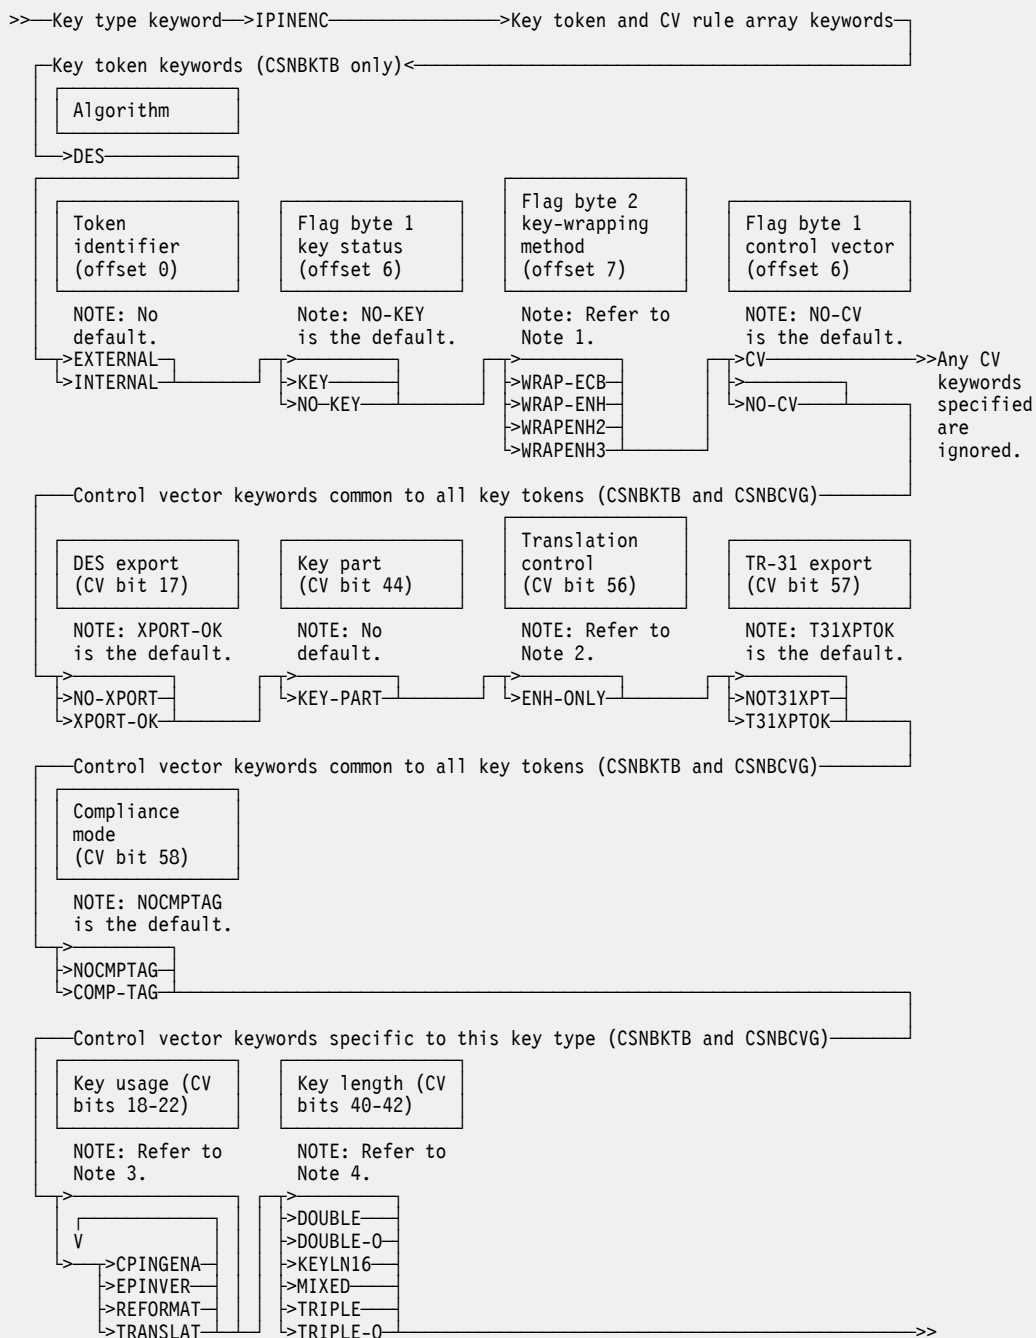 >>—Key type keyword—>IPINENC—>Key token and CV rule array keywords
Key token keywords (CSNBKTB only)<
Algorithm
>DES
Token identifier (offset 0)
Flag byte 1 key status (offset 6)
Flag byte 2 key-wrapping method (offset 7)
Flag byte 1 control vector (offset 6)
NOTE: No default.
Note: NO-KEY is the default.
Note: Refer to Note 1.
NOTE: NO-CV is the default.
>EXTERNAL
>INTERNAL
>
>KEY
>NO-KEY
>
>WRAP-ECB
>WRAP-ENH
>WRAPENH2
>WRAPENH3
>CV
>
>NO-CV
>>Any CV keywords specified are ignored.
Control vector keywords common to all key tokens (CSNBKTB and CSNBCVG)
DES export (CV bit 17)
Key part (CV bit 44)
Translation control (CV bit 56)
TR-31 export (CV bit 57)
NOTE: XPORT-OK is the default.
NOTE: No default.
NOTE: Refer to Note 2.
NOTE: T31XPTOK is the default.
>
>NO-XPORT
>XPORT-OK
>
>KEY-PART
>
>ENH-ONLY
>
>NOT31XPT
>T31XPTOK
Control vector keywords common to all key tokens (CSNBKTB and CSNBCVG)
Compliance mode (CV bit 58)
NOTE: NOCMPTAG is the default.
>
>NOCMPTAG
>COMP-TAG
Control vector keywords specific to this key type (CSNBKTB and CSNBCVG)
Key usage (CV bits 18-22)
Key length (CV bits 40-42)
NOTE: Refer to Note 3.
NOTE: Refer to Note 4.
>
V
>CPINGENA
>EPINVER
>REFORMAT
>TRANSLAT
>
>DOUBLE
>DOUBLE-O
>KEYLN16
>MIXED
>TRIPLE
>TRIPLE-O
>>